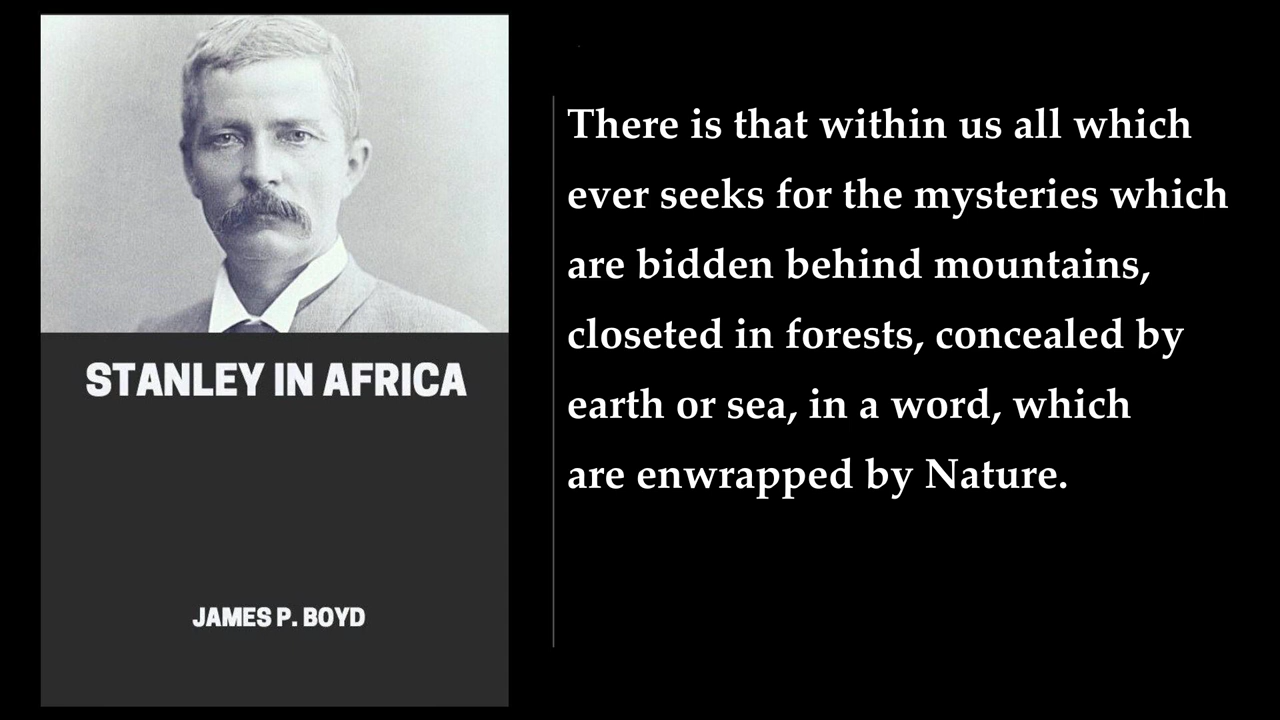 STANLEY IN AFRICA
JAMES P. BOYD
There is that within us all which
ever seeks for the mysteries which
are bidden behind mountains,
closeted in forests, concealed by
earth or sea, in a word, which
are enwrapped by Nature.